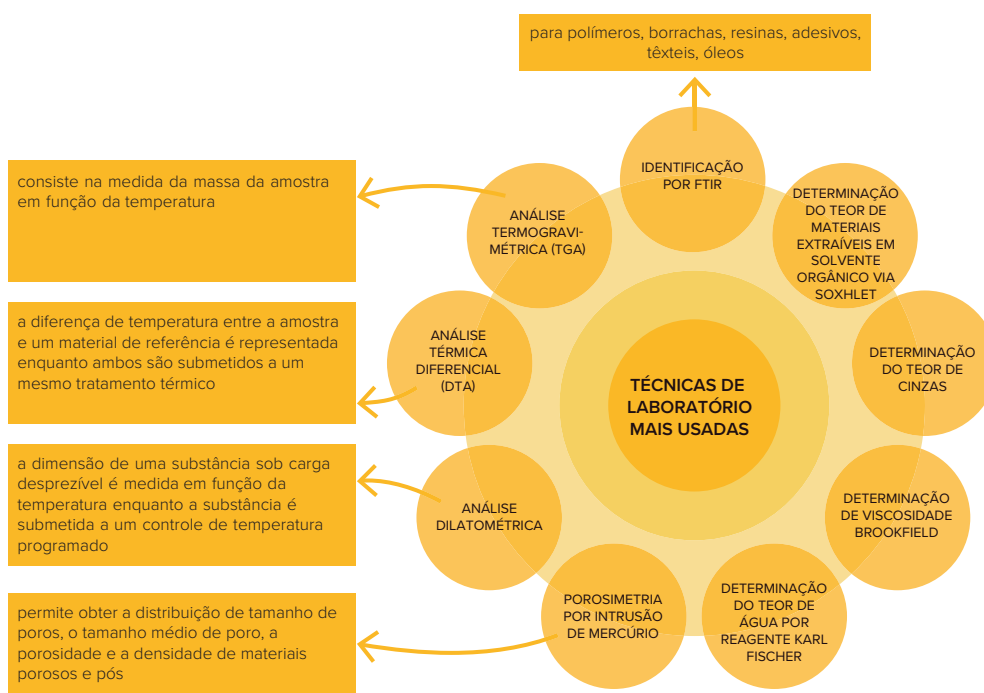 para polímeros, borrachas, resinas, adesivos,
têxteis, óleos
IDENTIFICAÇÃO
POR FTIR
consiste na medida da massa da amostra
em função da temperatura
ANÁLISE
TERMOGRAVI-
MÉTRICA (TGA)
DETERMINAÇÃO
DO TEOR DE
MATERIAIS
EXTRAÍVEIS EM
SOLVENTE
ORGÂNICO VIA
SOXHLET
a diferença de temperatura entre a amostra
e um material de referência é representada
enquanto ambos são submetidos a um
mesmo tratamento térmico
ANÁLISE
TÉRMICA
DIFERENCIAL
(DTA)
TÉCNICAS DE
LABORATÓRIO
MAIS USADAS
DETERMINAÇÃO
DO TEOR DE
CINZAS
a dimensão de uma substância sob carga
desprezível é medida em função da
temperatura enquanto a substância é
submetida a um controle de temperatura
programado
ANÁLISE
DILATOMÉTRICA
DETERMINAÇÃO
DE VISCOSIDADE
BROOKFIELD
permite obter a distribuição de tamanho de
poros, o tamanho médio de poro, a
porosidade e a densidade de materiais
porosos e pós
POROSIMETRIA
POR INTRUSÃO
DE MERCÚRIO
DETERMINAÇÃO
DO TEOR DE
ÁGUA POR
REAGENTE KARL
FISCHER